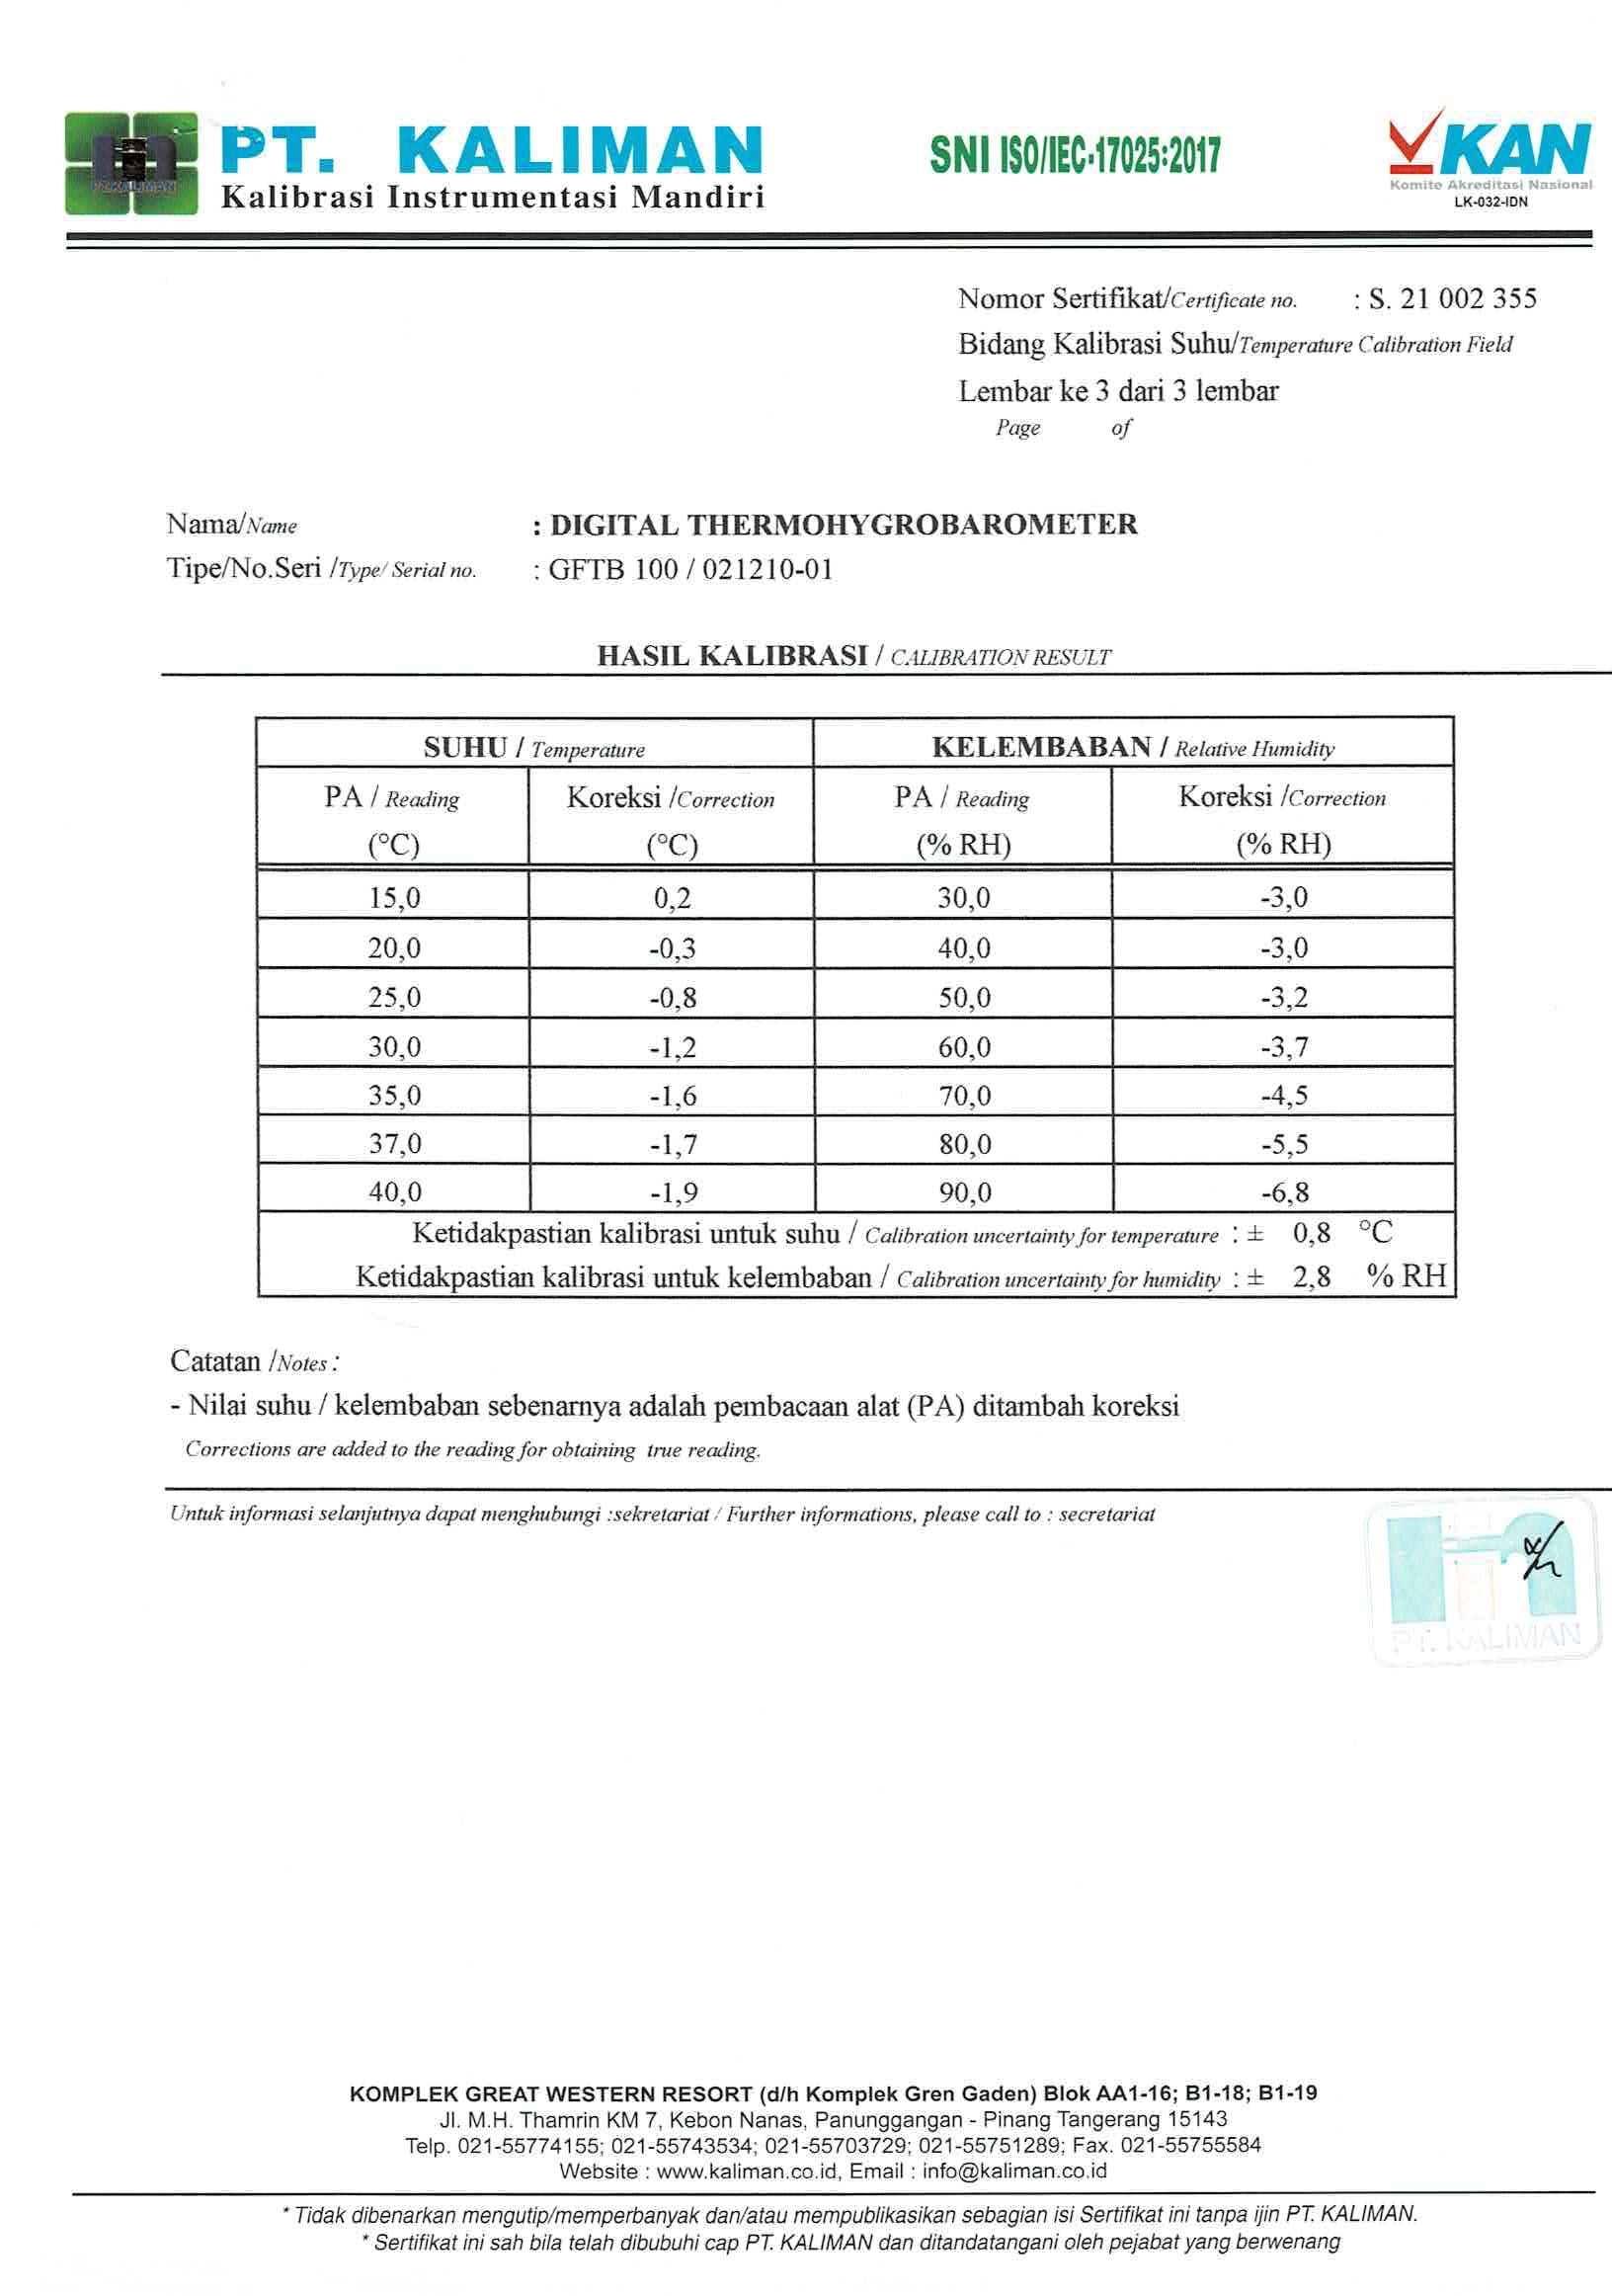 PT. KALIMAN
Kalibrasi Instrumentasi Mandiri
PT.KALIMAN
SNI ISO/IEC-17025:2017
KAN
Komite Akreditasi Nasional
LK-032-IDN
Nomor Sertifikat/Certificate no. : S. 21 002 355
Bidang Kalibrasi Suhu/Temperature Calibration Field
Lembar ke 3 dari 3 lembar
Page of
Nama/Name : DIGITAL THERMOHYGROBAROMETER
Tipe/No.Seri /Type/ Serial no. : GFTB 100 / 021210-01
HASIL KALIBRASI / CALIBRATION RESULT
SUHU / Temperature KELEMBABAN / Relative Humidity
PA / Reading Koreksi /Correction PA / Reading Koreksi /Correction
(°C) (°C) (% RH) (% RH)
15,0 0,2 30,0 -3,0
20,0 -0,3 40,0 -3,0
25,0 -0,8 50,0 -3,2
30,0 -1,2 60,0 -3,7
35,0 -1,6 70,0 -4,5
37,0 -1,7 80,0 -5,5
40,0 -1,9 90,0 -6,8
Ketidakpastian kalibrasi untuk suhu / Calibration uncertainty for temperature : ± 0,8 °C
Ketidakpastian kalibrasi untuk kelembaban / Calibration uncertainty for humidity : ± 2,8 % RH
Catatan /Notes :
- Nilai suhu / kelembaban sebenarnya adalah pembacaan alat (PA) ditambah koreksi
Corrections are added to the reading for obtaining true reading.
Untuk informasi selanjutnya dapat menghubungi :sekretariat / Further informations, please call to : secretariat
PT. KALIMAN
KOMPLEK GREAT WESTERN RESORT (d/h Komplek Gren Gaden) Blok AA1-16; B1-18; B1-19
Jl. M.H. Thamrin KM 7, Kebon Nanas, Panunggangan - Pinang Tangerang 15143
Telp. 021-55774155; 021-55743534; 021-55703729; 021-55751289; Fax. 021-55755584
Website : www.kaliman.co.id, Email : info@kaliman.co.id
* Tidak dibenarkan mengutip/memperbanyak dan/atau mempublikasikan sebagian isi Sertifikat ini tanpa ijin PT. KALIMAN.
* Sertifikat ini sah bila telah dibubuhi cap PT. KALIMAN dan ditandatangani oleh pejabat yang berwenang